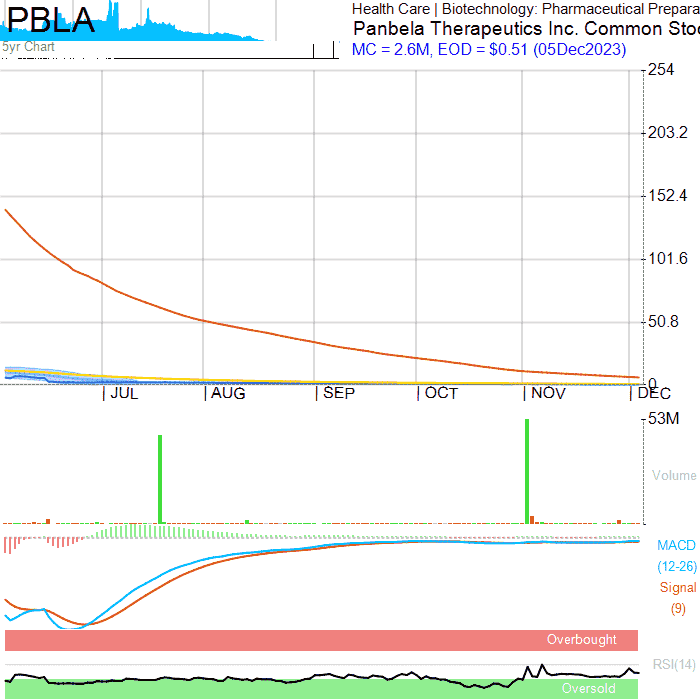 PBLA
5yr Chart
Health Care | Biotechnology: Pharmaceutical Prepara
Panbela Therapeutics Inc. Common Stoc
MC = 2.6M, EOD = $0.51 (05Dec2023)
254
203.2
152.4
101.6
50.8
0
JUL AUG SEP OCT NOV DEC
53M
Volume
MACD
(12-26)
Signal
(9)
Overbought
RSI(14)
Oversold